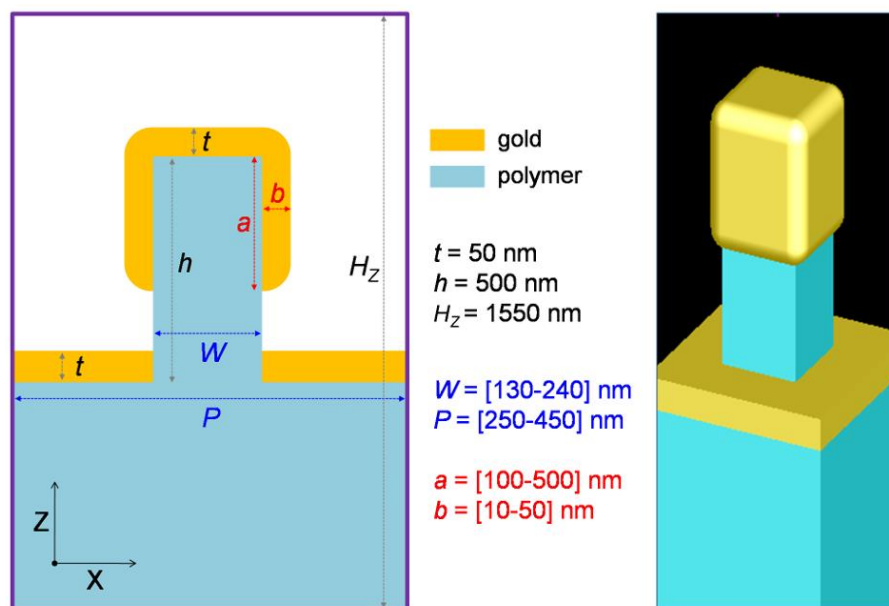 t
b
a
h
H_Z
W
t
P
Z
X
gold
polymer
t = 50 nm
h = 500 nm
H_Z = 1550 nm
W = [130-240] nm
P = [250-450] nm
a = [100-500] nm
b = [10-50] nm